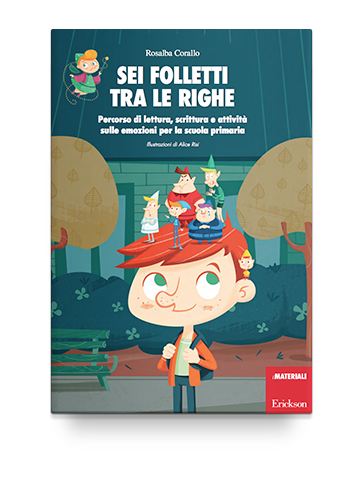 Rosalba Corallo
SEI FOLLETTI
TRA LE RIGHE
Percorso di lettura, scrittura e attività
sulle emozioni per la scuola primaria
Illustrazioni di Alice Risi
i MATERIALI
Erickson